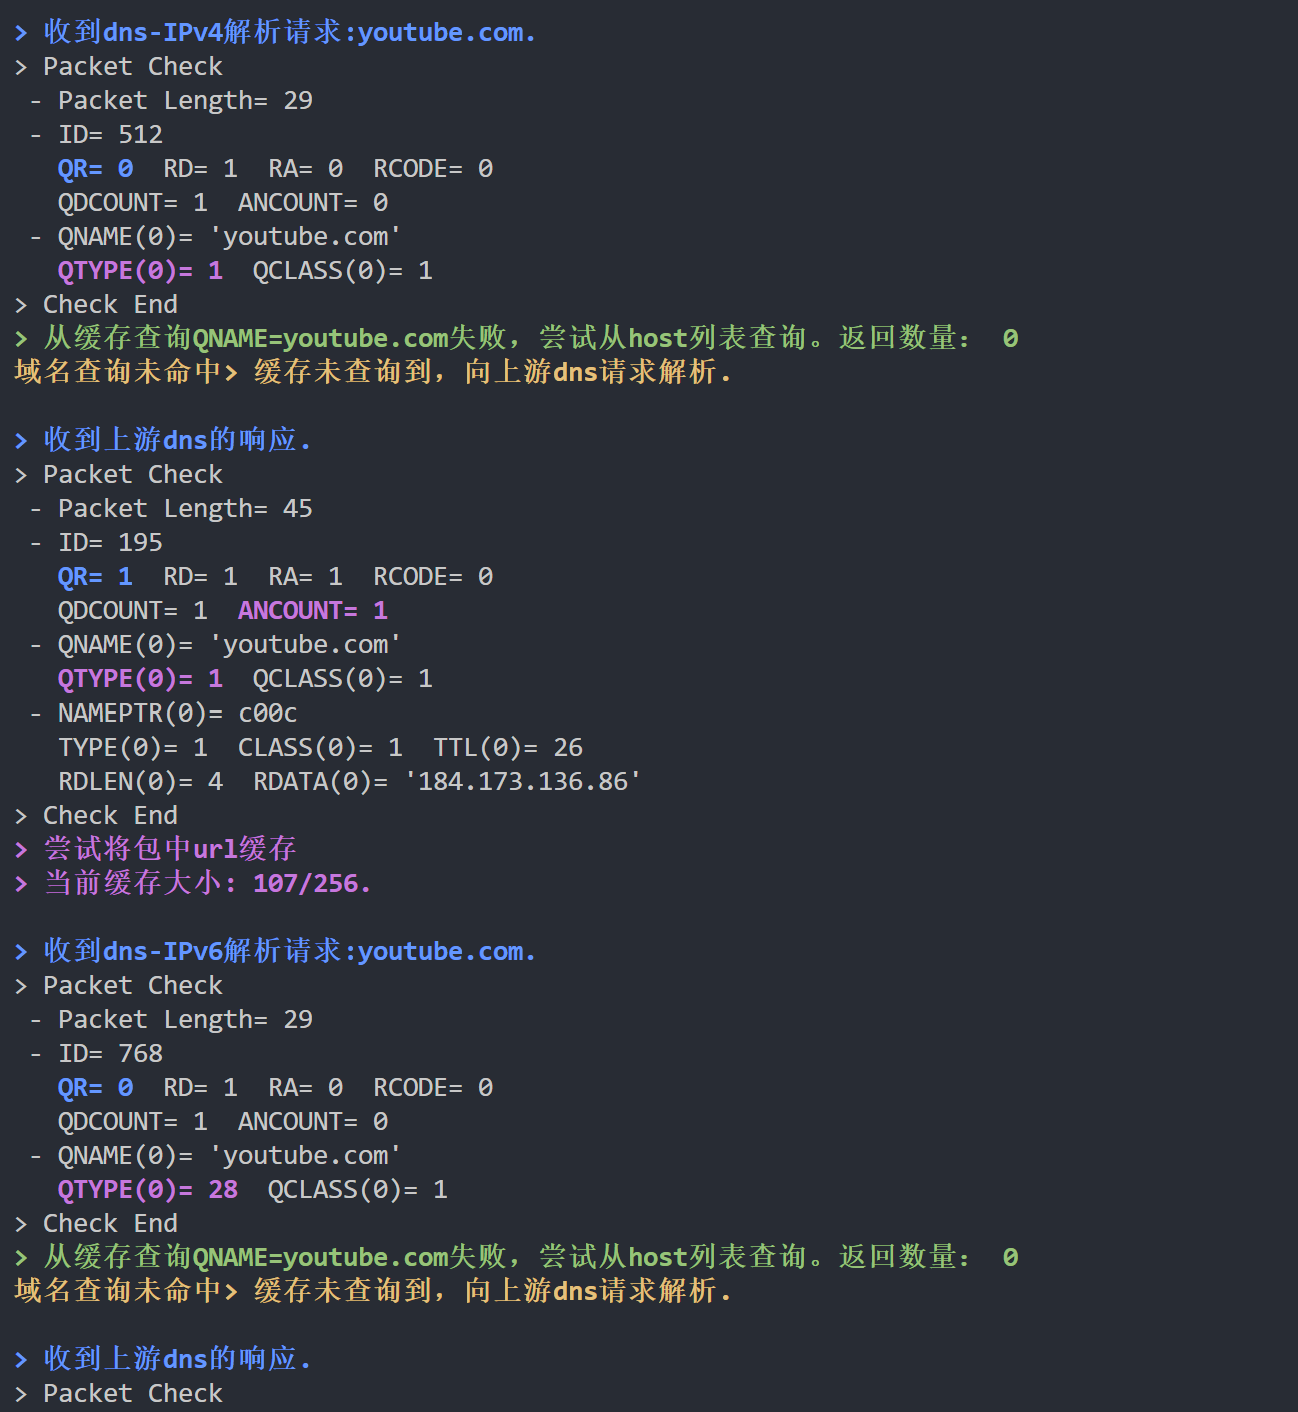 > 收到dns-IPv4解析请求:youtube.com.
> Packet Check
 - Packet Length= 29
 - ID= 512
   QR= 0  RD= 1  RA= 0  RCODE= 0
   QDCOUNT= 1  ANCOUNT= 0
 - QNAME(0)= 'youtube.com'
   QTYPE(0)= 1  QCLASS(0)= 1
> Check End
> 从缓存查询QNAME=youtube.com失败，尝试从host列表查询。返回数量： 0
域名查询未命中> 缓存未查询到，向上游dns请求解析.

> 收到上游dns的响应.
> Packet Check
 - Packet Length= 45
 - ID= 195
   QR= 1  RD= 1  RA= 1  RCODE= 0
   QDCOUNT= 1  ANCOUNT= 1
 - QNAME(0)= 'youtube.com'
   QTYPE(0)= 1  QCLASS(0)= 1
 - NAMEPTR(0)= c00c
   TYPE(0)= 1  CLASS(0)= 1  TTL(0)= 26
   RDLEN(0)= 4  RDATA(0)= '184.173.136.86'
> Check End
> 尝试将包中url缓存
> 当前缓存大小: 107/256.

> 收到dns-IPv6解析请求:youtube.com.
> Packet Check
 - Packet Length= 29
 - ID= 768
   QR= 0  RD= 1  RA= 0  RCODE= 0
   QDCOUNT= 1  ANCOUNT= 0
 - QNAME(0)= 'youtube.com'
   QTYPE(0)= 28  QCLASS(0)= 1
> Check End
> 从缓存查询QNAME=youtube.com失败，尝试从host列表查询。返回数量： 0
域名查询未命中> 缓存未查询到，向上游dns请求解析.

> 收到上游dns的响应.
> Packet Check